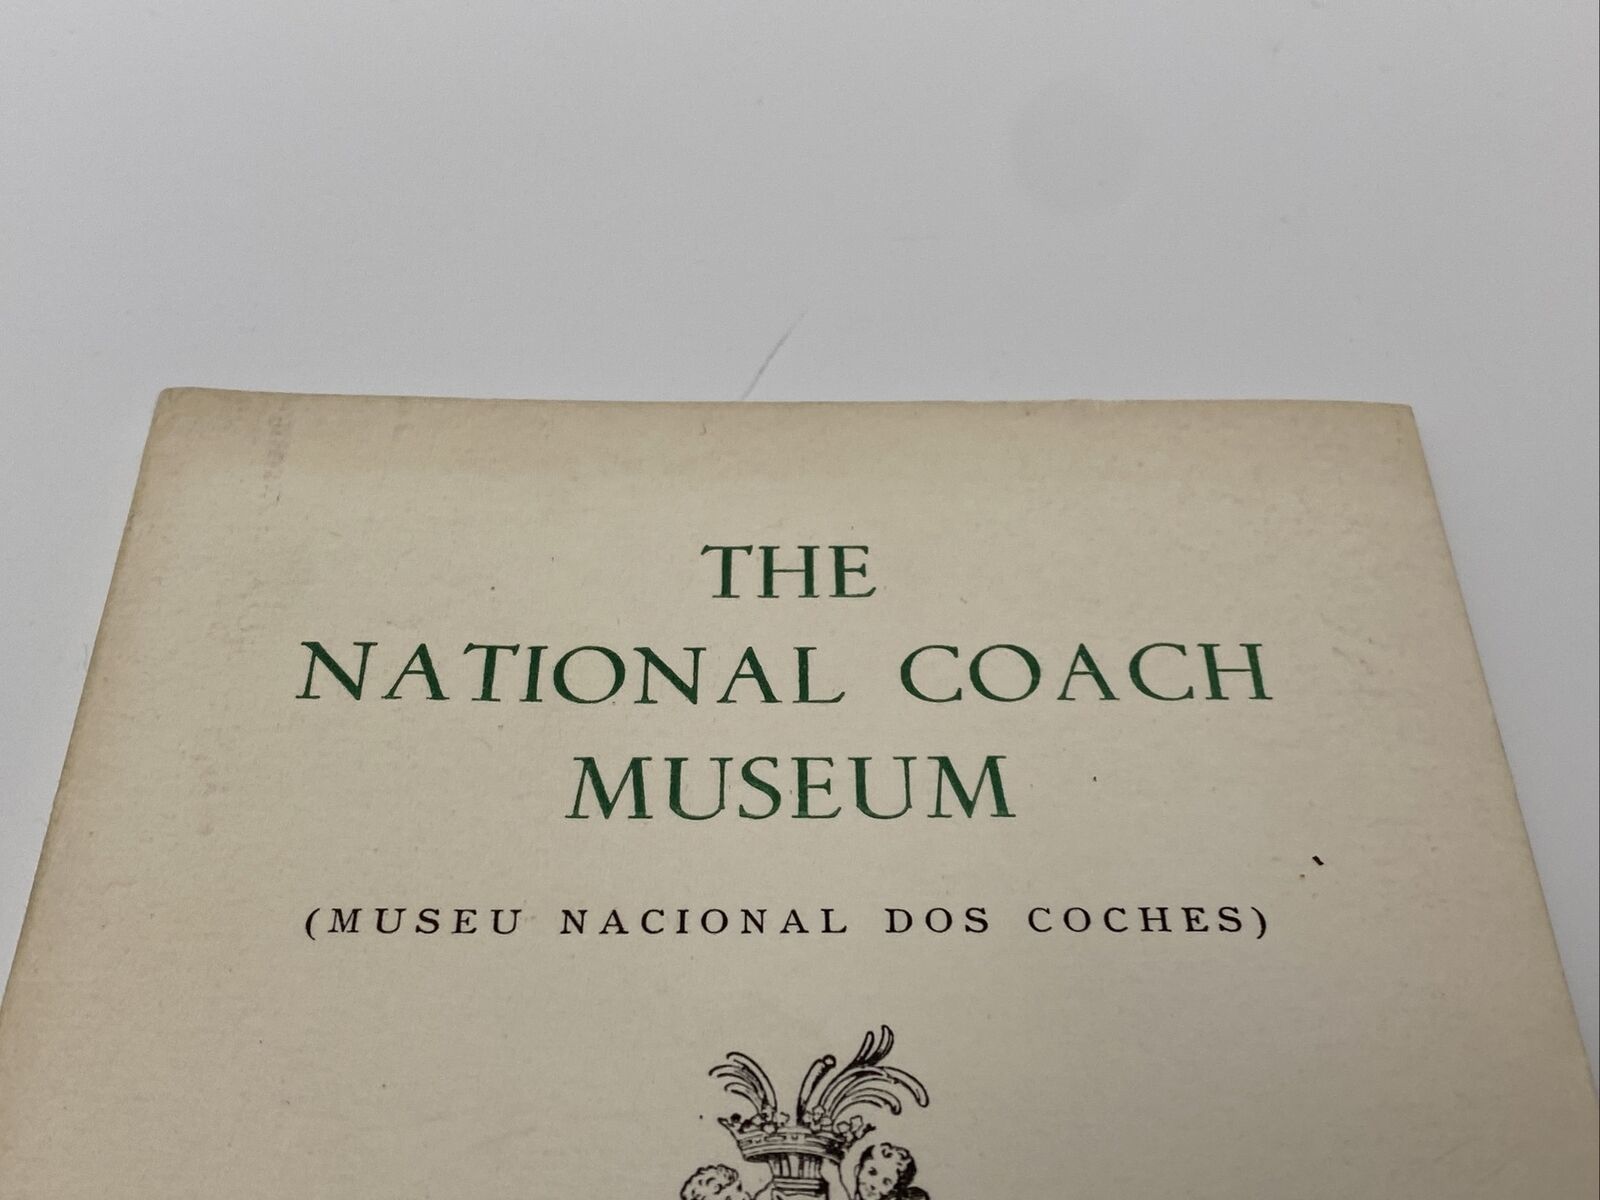 THE
NATIONAL COACH
MUSEUM
(MUSEU NACIONAL DOS COCHES)